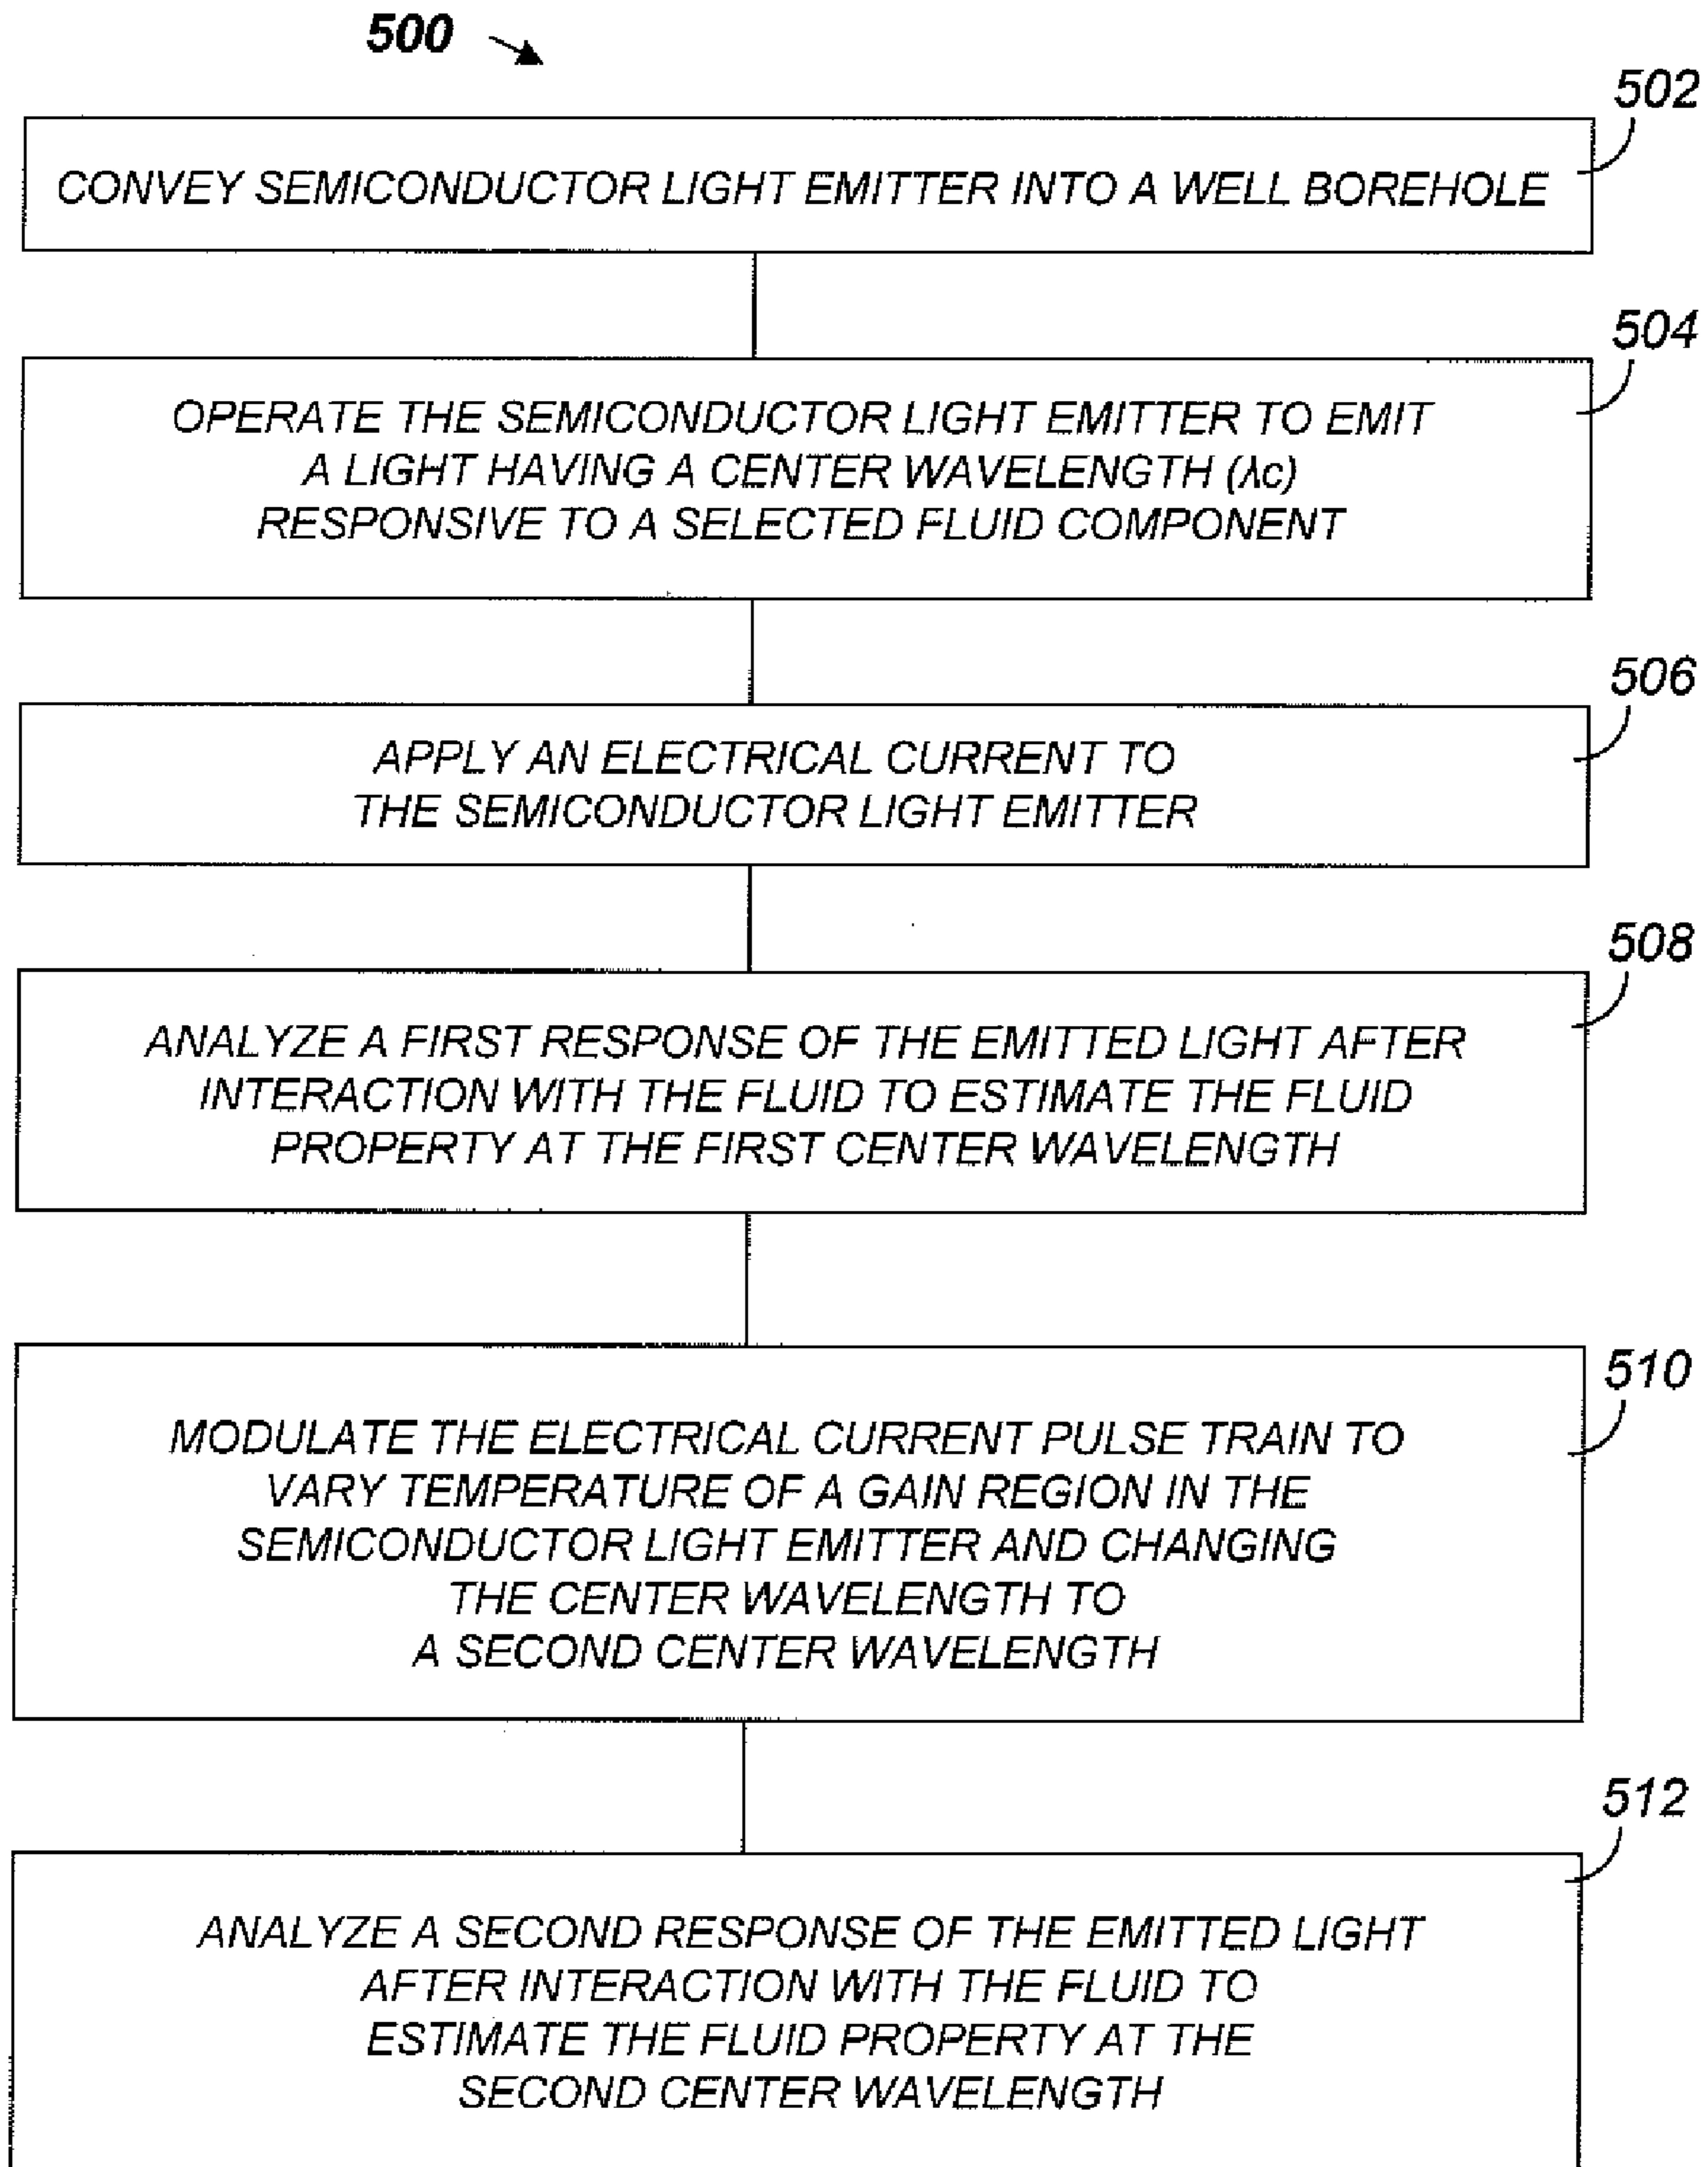 500
502
CONVEY SEMICONDUCTOR LIGHT EMITTER INTO A WELL BOREHOLE
504
OPERATE THE SEMICONDUCTOR LIGHT EMITTER TO EMIT
A LIGHT HAVING A CENTER WAVELENGTH (λc)
RESPONSIVE TO A SELECTED FLUID COMPONENT
506
APPLY AN ELECTRICAL CURRENT TO
THE SEMICONDUCTOR LIGHT EMITTER
508
ANALYZE A FIRST RESPONSE OF THE EMITTED LIGHT AFTER
INTERACTION WITH THE FLUID TO ESTIMATE THE FLUID
PROPERTY AT THE FIRST CENTER WAVELENGTH
510
MODULATE THE ELECTRICAL CURRENT PULSE TRAIN TO
VARY TEMPERATURE OF A GAIN REGION IN THE
SEMICONDUCTOR LIGHT EMITTER AND CHANGING
THE CENTER WAVELENGTH TO
A SECOND CENTER WAVELENGTH
512
ANALYZE A SECOND RESPONSE OF THE EMITTED LIGHT
AFTER INTERACTION WITH THE FLUID TO
ESTIMATE THE FLUID PROPERTY AT THE
SECOND CENTER WAVELENGTH